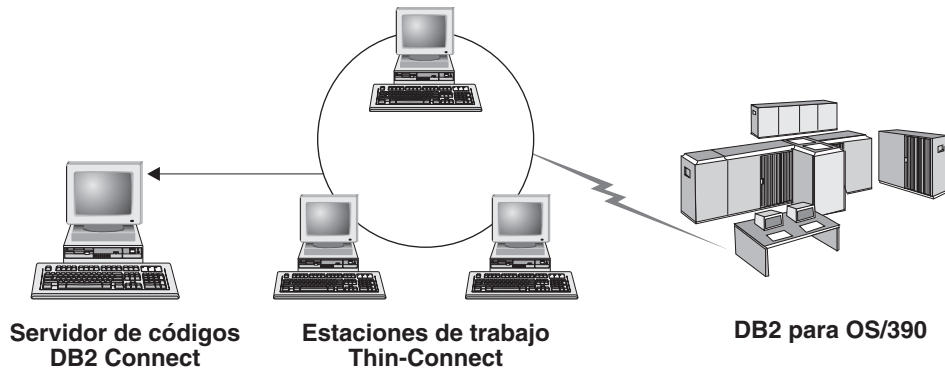 Servidor de códigos
DB2 Connect
Estaciones de trabajo
Thin-Connect
DB2 para OS/390